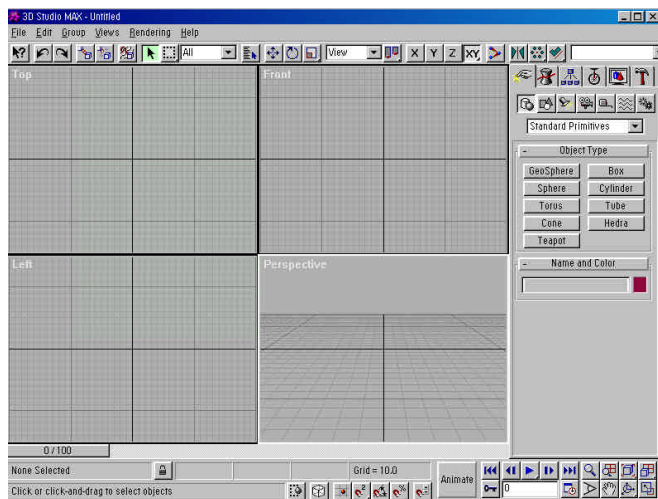 3D Studio MAX - Untitled
File Edit Group Views Rendering Help
All View X Y Z XY
Top Front
Standard Primitives
- Object Type
GeoSphere Box
Sphere Cylinder
Torus Tube
Cone Hedra
Teapot
Left Perspective
- Name and Color
0 / 100
None Selected Grid = 10.0 Animate
Click or click-and-drag to select objects 0